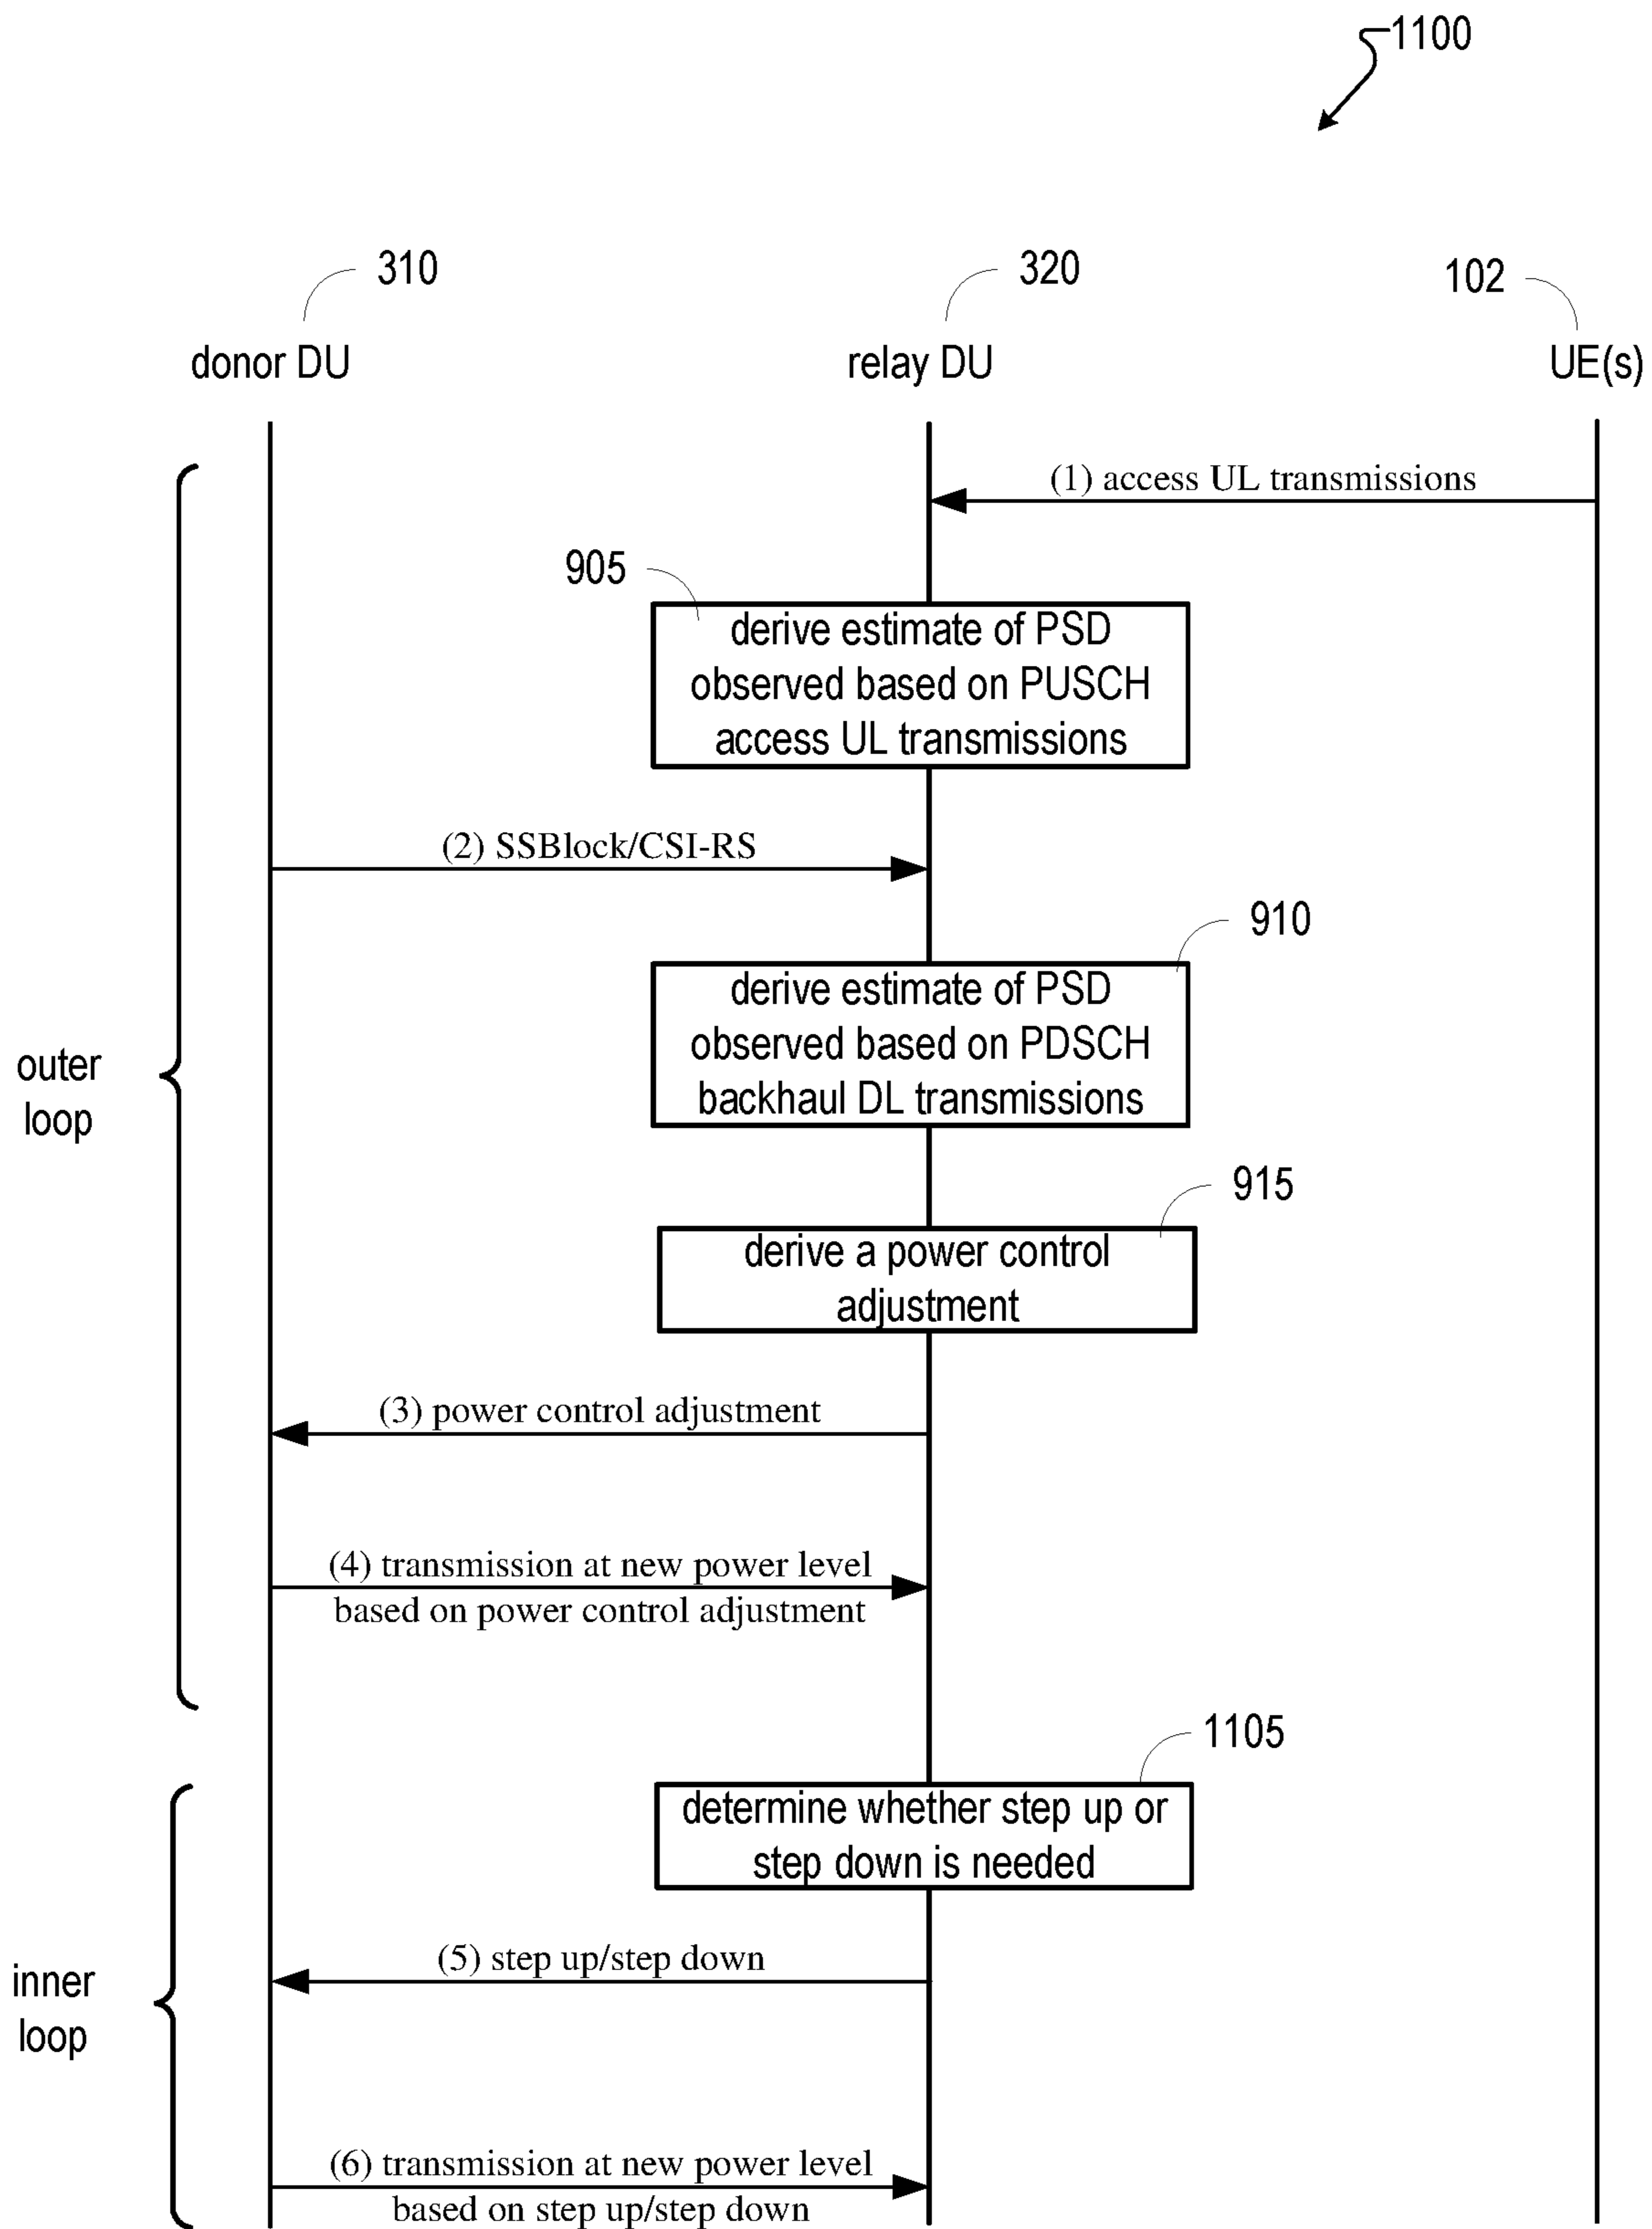 1100
310
320
102
donor DU
relay DU
UE(s)
(1) access UL transmissions
905
derive estimate of PSD
observed based on PUSCH
access UL transmissions
(2) SSBlock/CSI-RS
910
derive estimate of PSD
observed based on PDSCH
backhaul DL transmissions
outer
loop
915
derive a power control
adjustment
(3) power control adjustment
(4) transmission at new power level
based on power control adjustment
1105
determine whether step up or
step down is needed
(5) step up/step down
inner
loop
(6) transmission at new power level
based on step up/step down